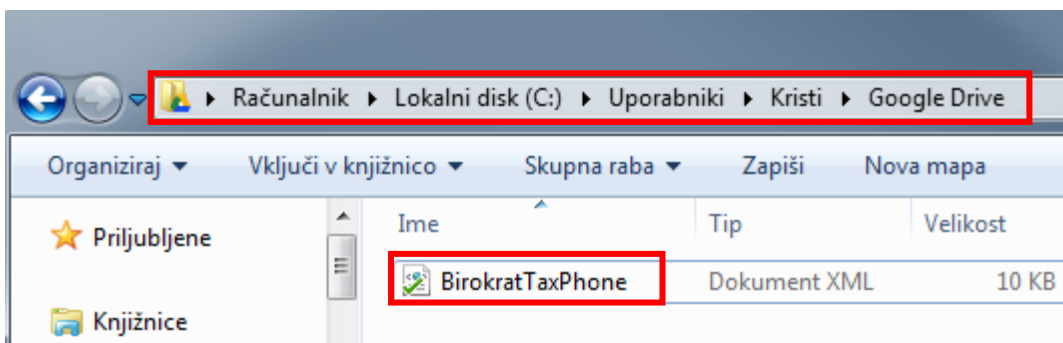 Računalnik Lokalni disk (C:) Uporabniki Kristi Google Drive
Organiziraj Vključi v knjižnico Skupna raba Zapiši Nova mapa
Priljubljene Ime Tip Velikost
BirokratTaxPhone Dokument XML 10 KB
Knjižnice